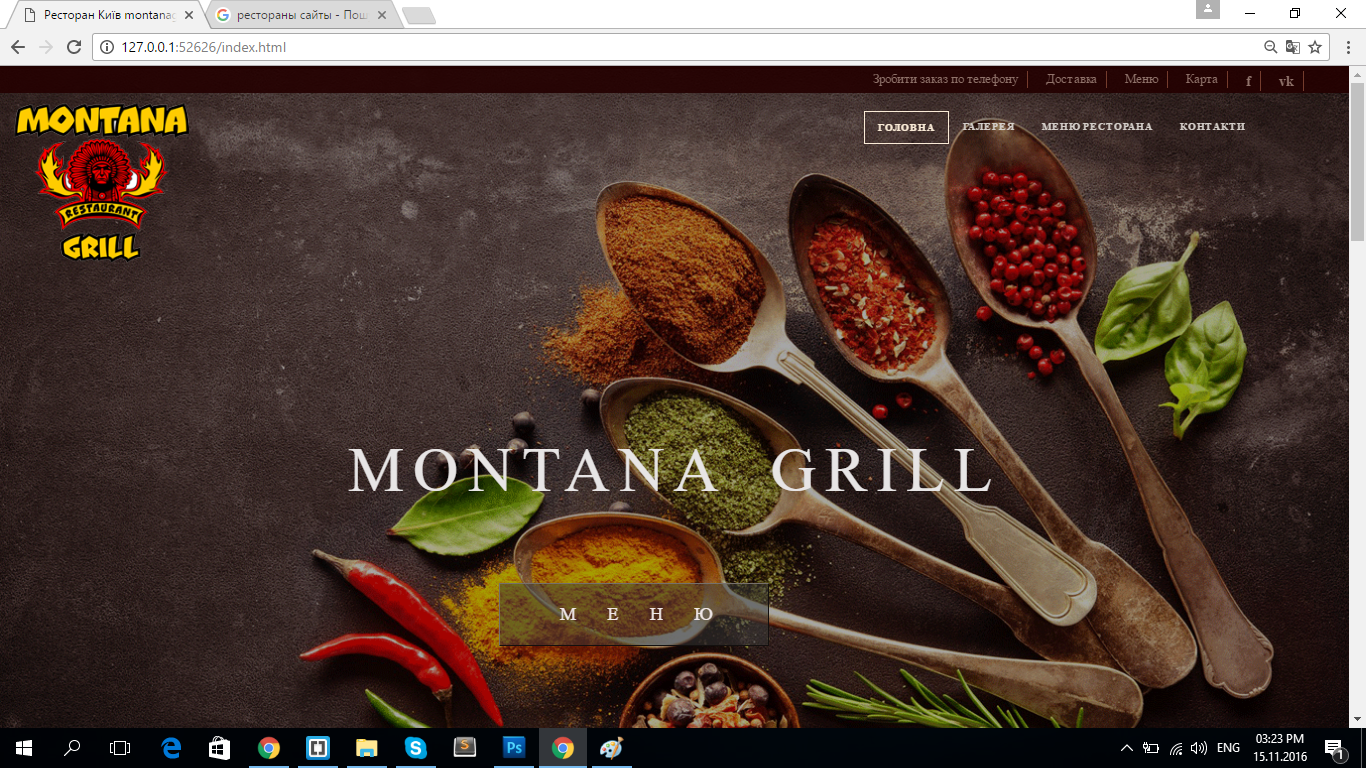 Ресторан Київ montana
рестораны сайты - Пош
127.0.0.1:52626/index.html
Зробити заказ по телефону
Доставка
Меню
Карта
f
vk
MONTANA
RESTAURANT
GRILL
ГОЛОВНА
ГАЛЕРЕЯ
МЕНЮ РЕСТОРАНА
КОНТАКТИ
MONTANA GRILL
МЕНЮ
ENG
03:23 PM
15.11.2016
1